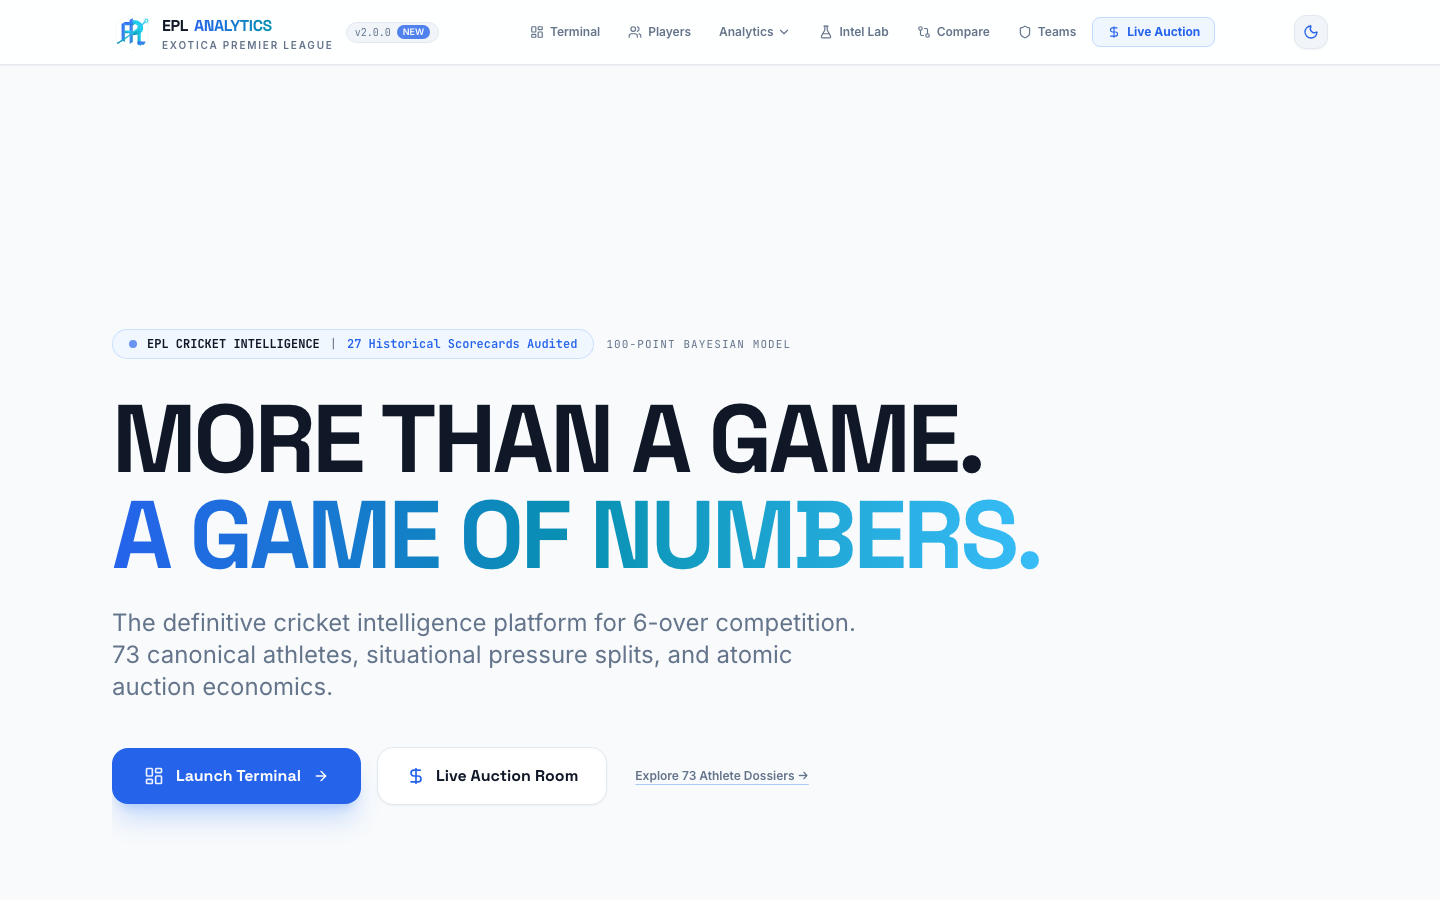 EPL ANALYTICS
EXOTICA PREMIER LEAGUE
v2.0.0 NEW
Terminal
Players
Analytics
Intel Lab
Compare
Teams
Live Auction
EPL CRICKET INTELLIGENCE | 27 Historical Scorecards Audited
100-POINT BAYESIAN MODEL
MORE THAN A GAME.
A GAME OF NUMBERS.
The definitive cricket intelligence platform for 6-over competition.
73 canonical athletes, situational pressure splits, and atomic
auction economics.
Launch Terminal →
Live Auction Room
Explore 73 Athlete Dossiers →